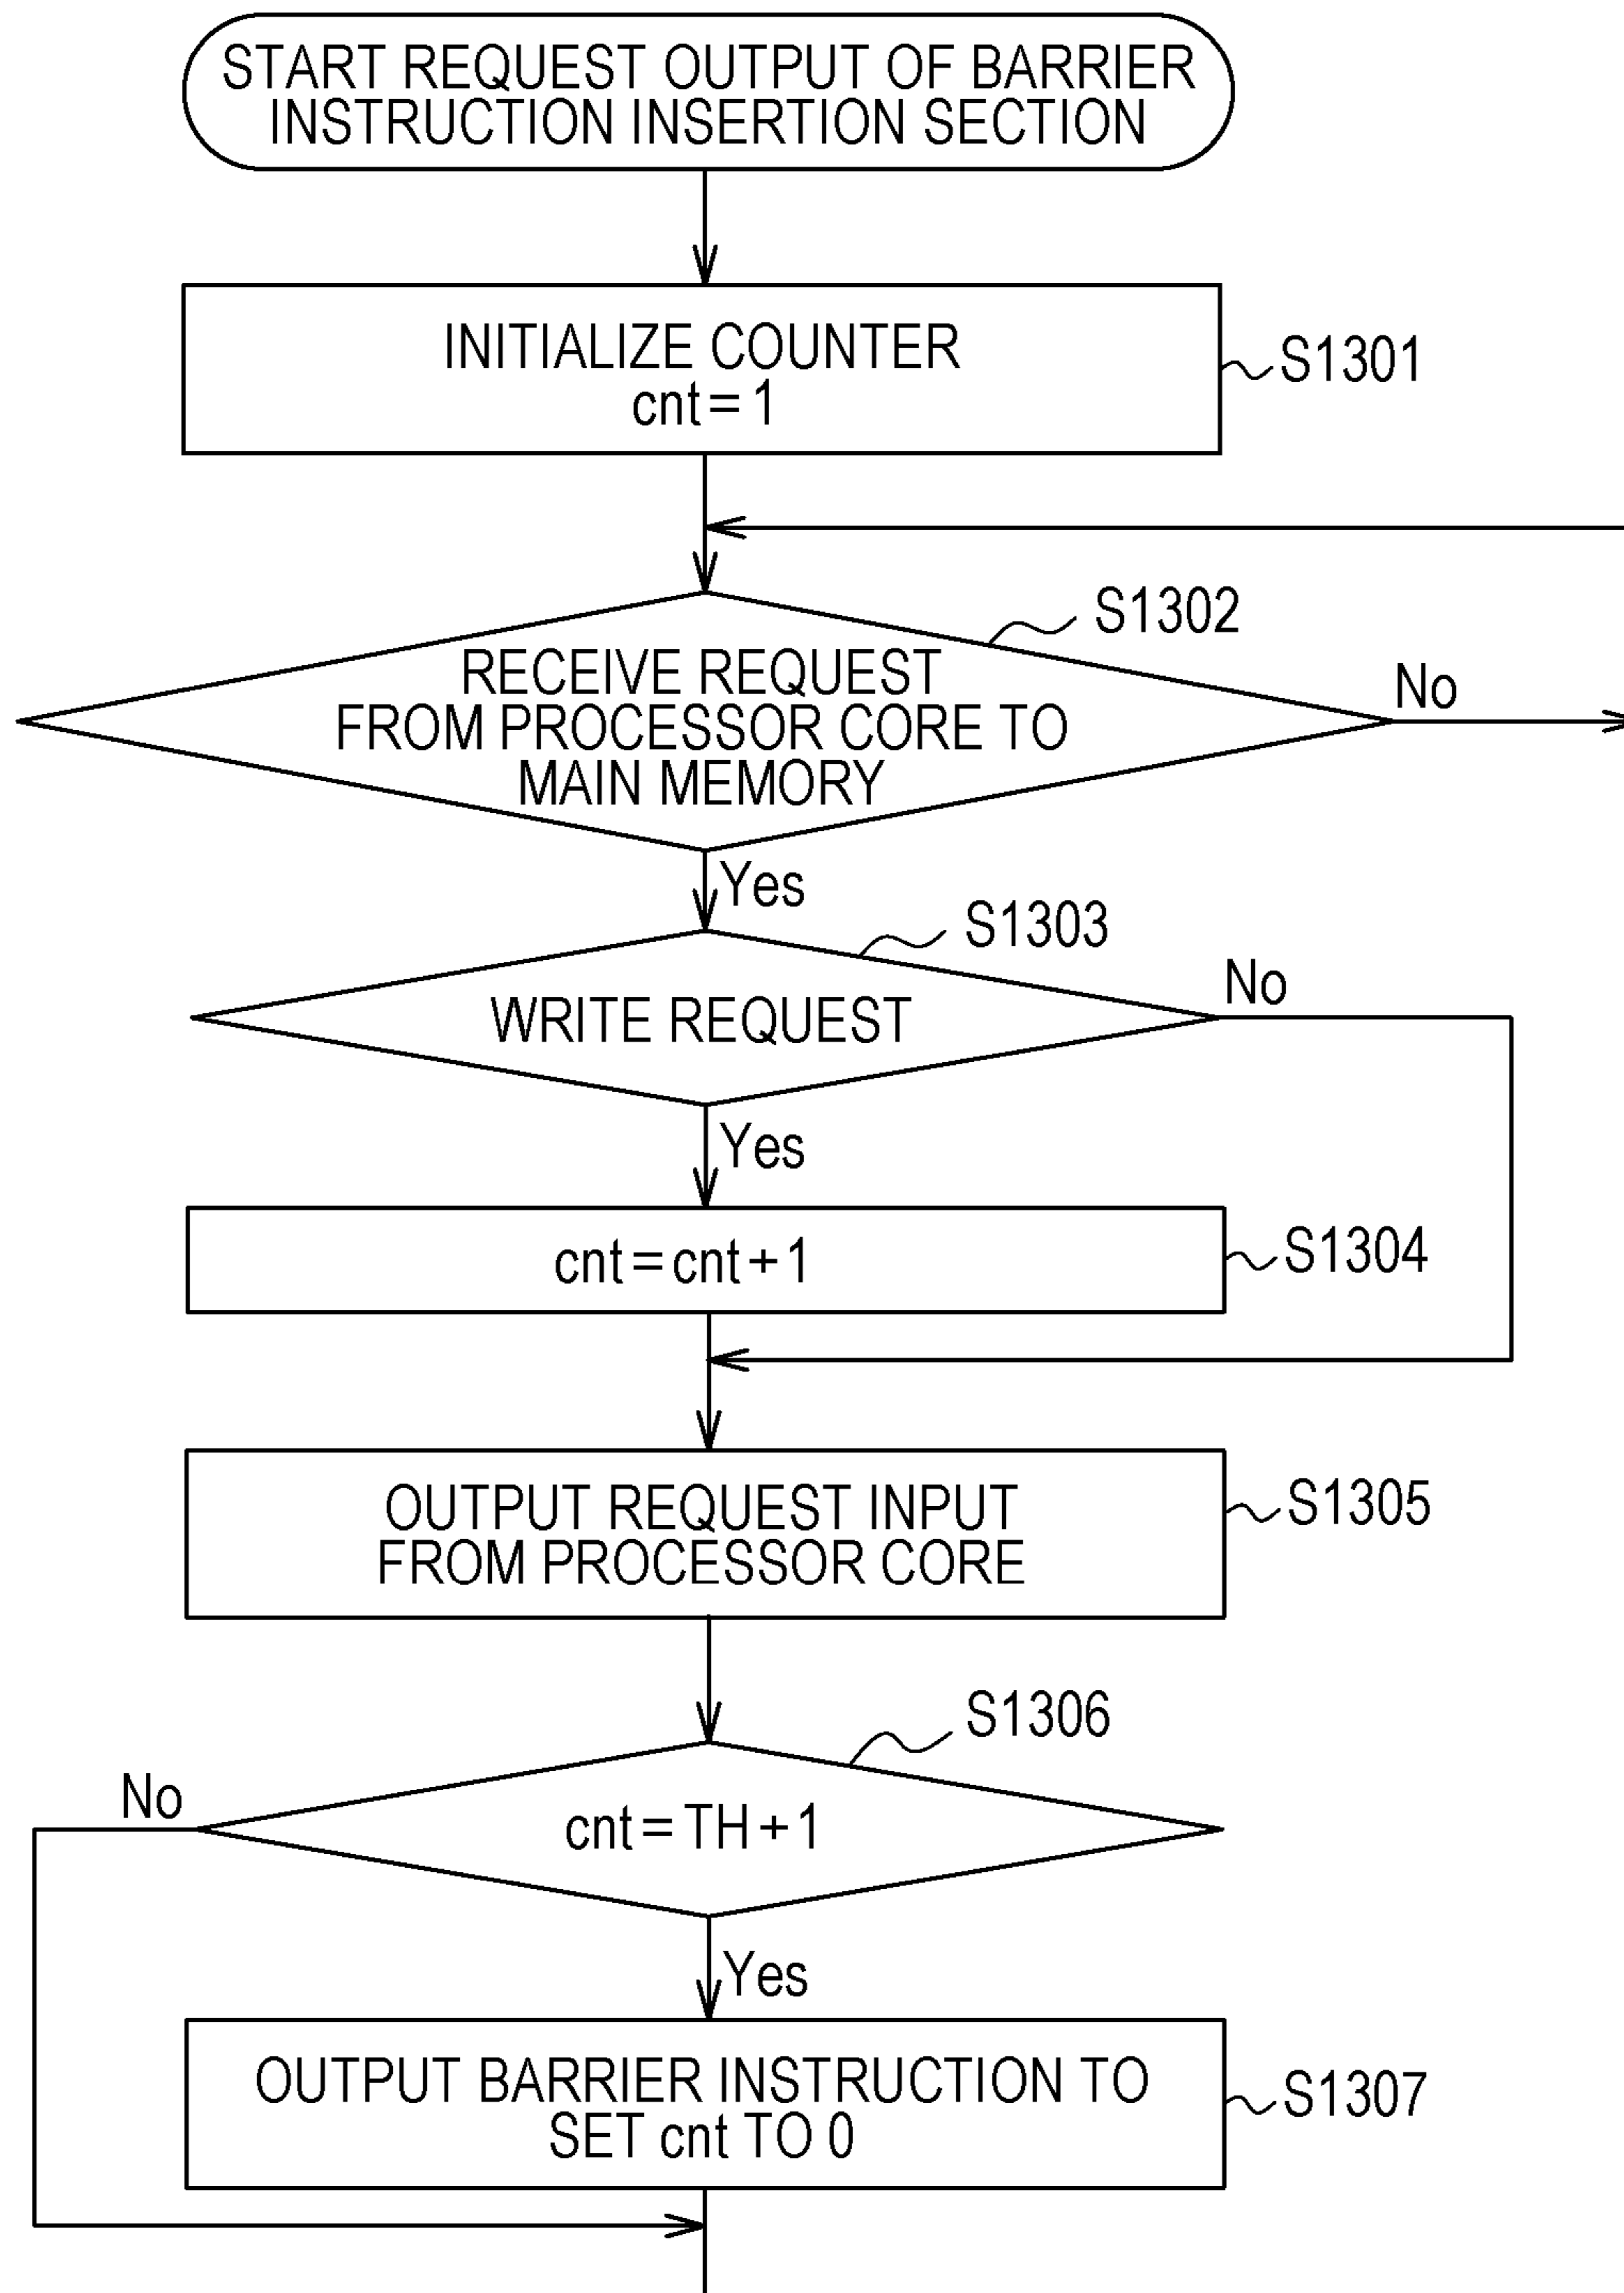 START REQUEST OUTPUT OF BARRIER
INSTRUCTION INSERTION SECTION
INITIALIZE COUNTER
cnt = 1
S1301
S1302
RECEIVE REQUEST
FROM PROCESSOR CORE TO
MAIN MEMORY
No
Yes
S1303
WRITE REQUEST
No
Yes
cnt = cnt + 1
S1304
OUTPUT REQUEST INPUT
FROM PROCESSOR CORE
S1305
S1306
No
cnt = TH + 1
Yes
OUTPUT BARRIER INSTRUCTION TO
SET cnt TO 0
S1307